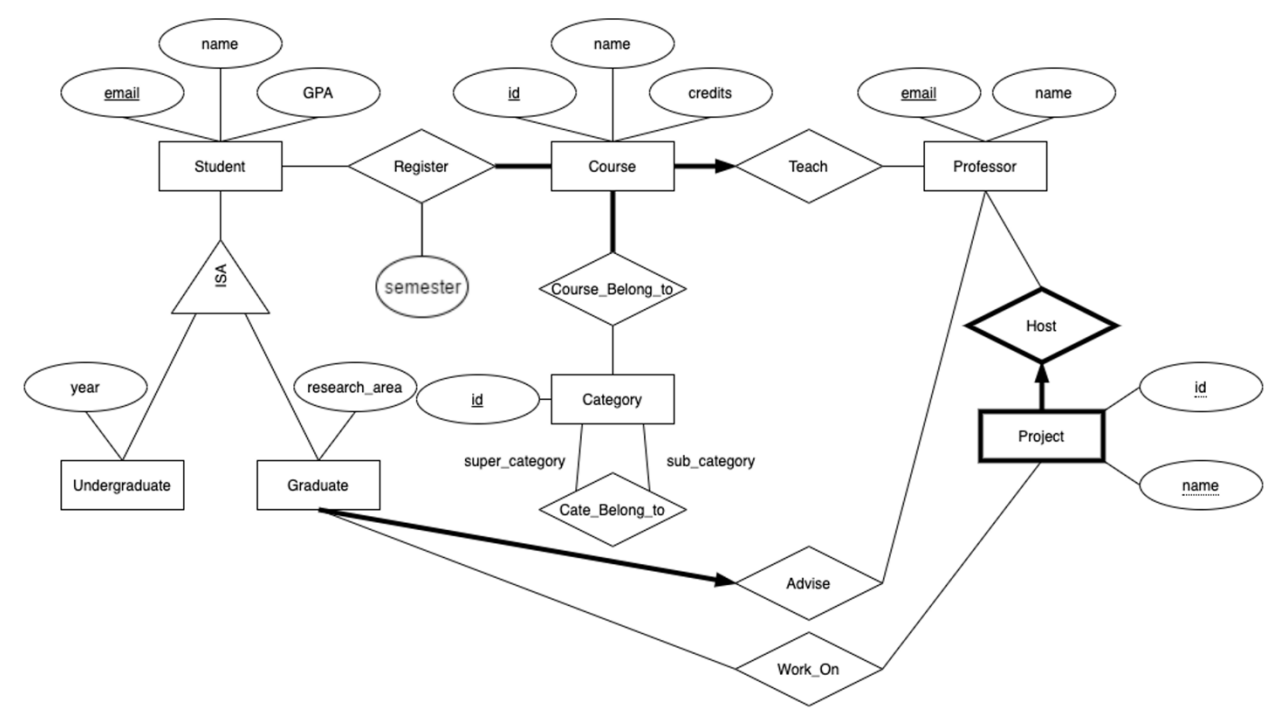 name
name
email
GPA
id
credits
email
name
Student
Register
Course
Teach
Professor
ISA
semester
Course_Belong_to
Host
year
research_area
id
Category
id
Project
super_category
sub_category
Undergraduate
Graduate
name
Cate_Belong_to
Advise
Work_On